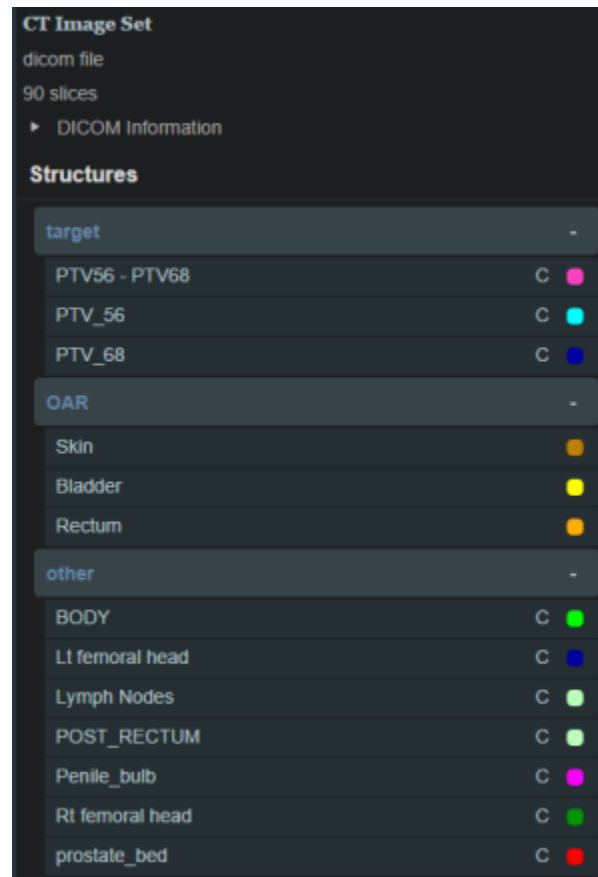 CT Image Set
dicom file
90 slices
▸ DICOM Information
Structures
target -
PTV56 - PTV68 C
PTV_56 C
PTV_68 C
OAR -
Skin
Bladder
Rectum
other -
BODY C
Lt femoral head C
Lymph Nodes C
POST_RECTUM C
Penile_bulb C
Rt femoral head C
prostate_bed C